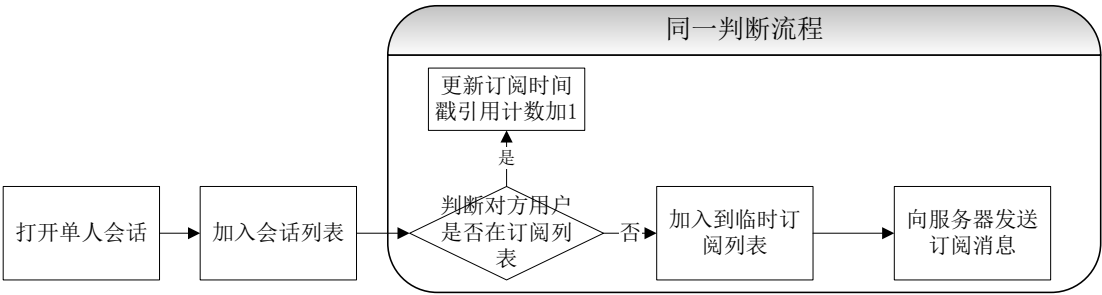 同一判断流程
更新订阅时间
戳引用计数加1
是
打开单人会话
加入会话列表
判断对方用户
是否在订阅列
表
否
加入到临时订
阅列表
向服务器发送
订阅消息